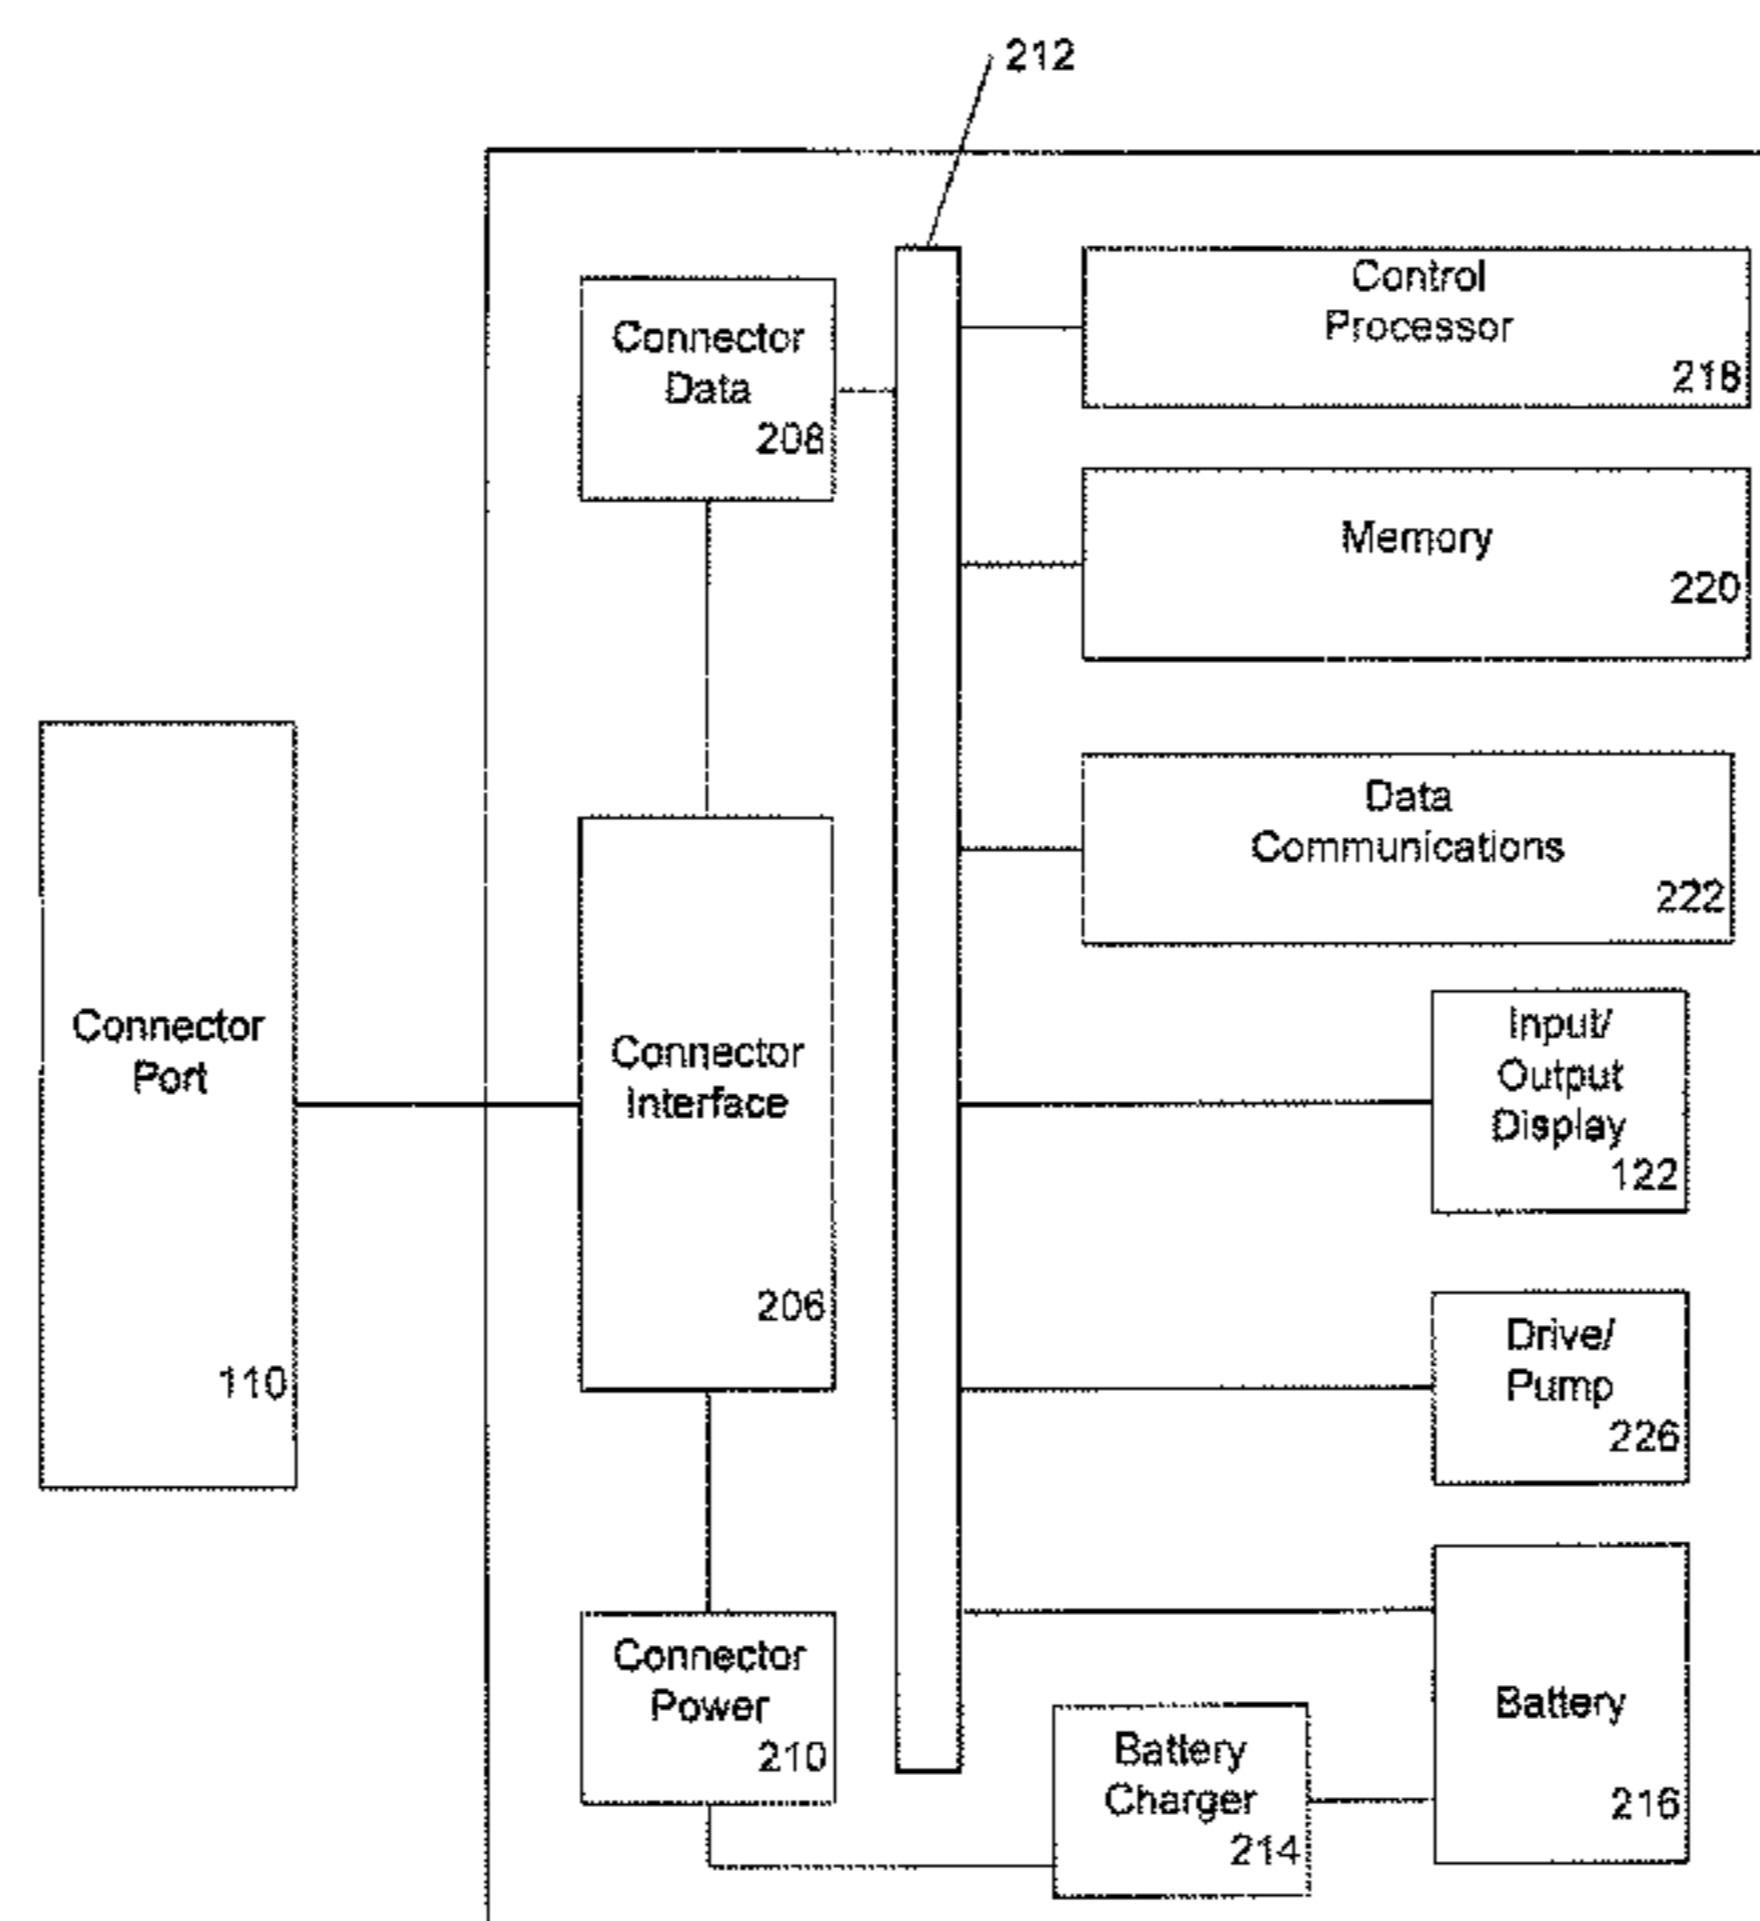 212
Control
Processor
218
Connector
Data
208
Memory
220
Data
Communications
222
Connector
Port
110
Connector
Interface
206
Input/
Output
Display
122
Drive/
Pump
226
Connector
Power
210
Battery
Charger
214
Battery
216